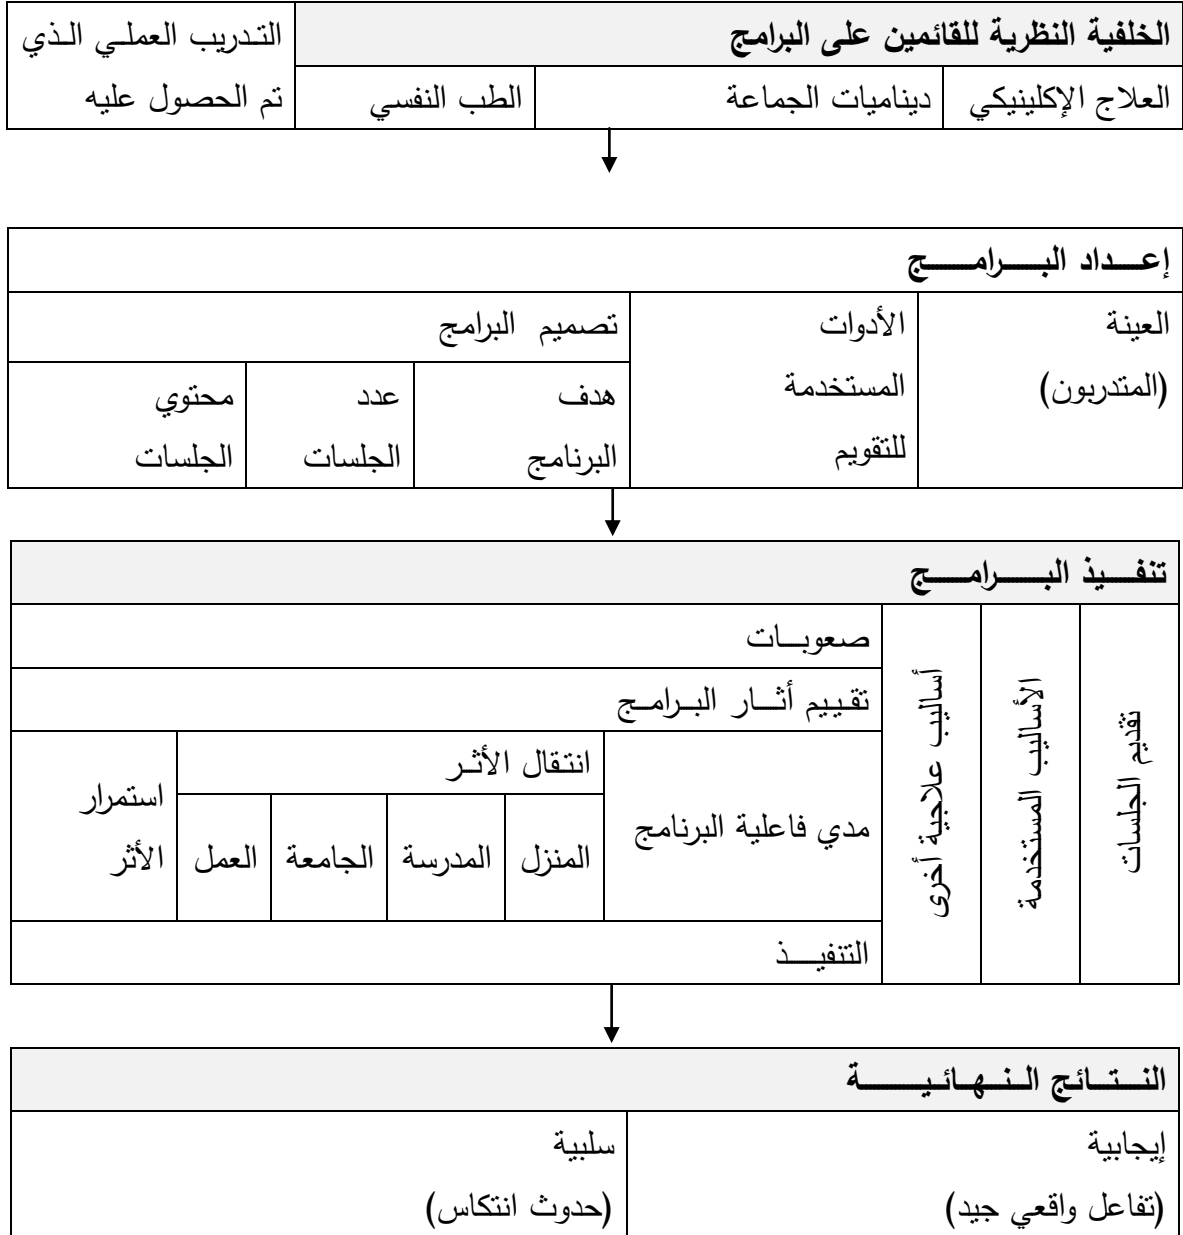 الخلفية النظرية للقائمين على البرامج
التدريب العملي الذي
تم الحصول عليه
العلاج الإكلينيكي
ديناميات الجماعة
الطب النفسي
إعداد البرامج
العينة
(المتدربون)
الأدوات
المستخدمة
للتقويم
تصميم البرامج
هدف
البرنامج
عدد
الجلسات
محتوي
الجلسات
تنفيذ البرامج
تقديم الجلسات
الأساليب المستخدمة
أساليب علاجية أخرى
صعوبات
تقييم أثار البرامج
مدي فاعلية البرنامج
انتقال الأثر
المنزل
المدرسة
الجامعة
العمل
استمرار
الأثر
التنفيذ
النتائج النهائية
إيجابية
(تفاعل واقعي جيد)
سلبية
(حدوث انتكاس)